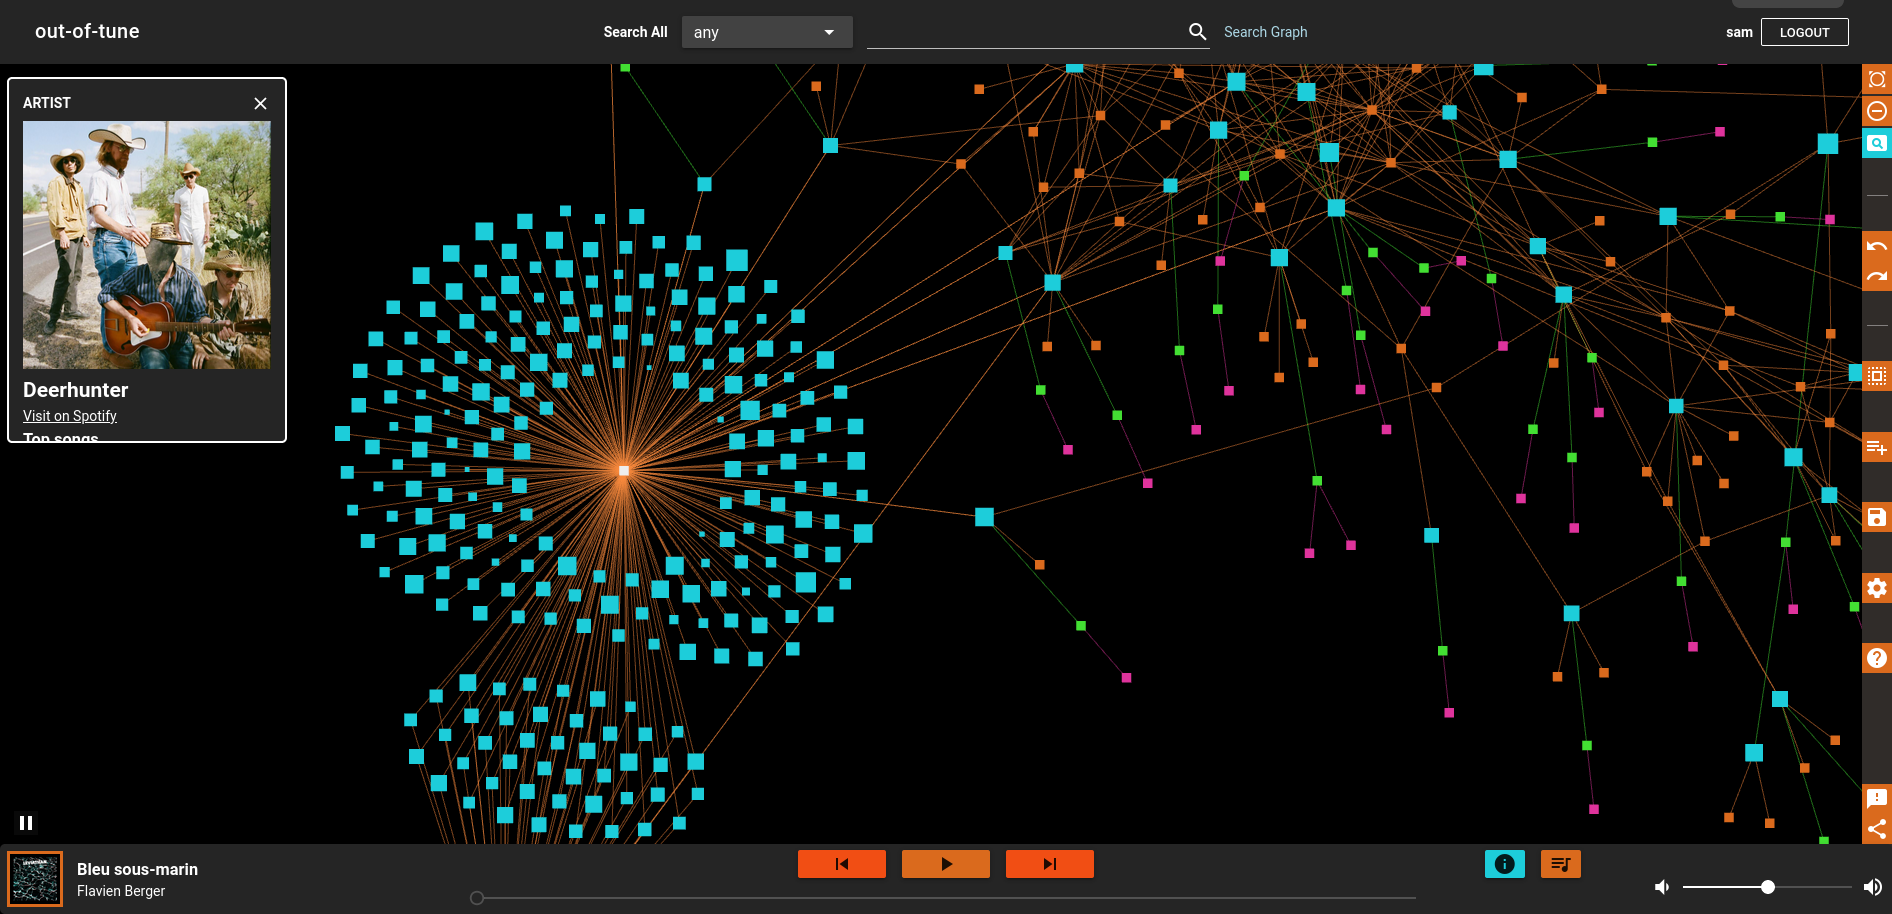 out-of-tune
Search All
any
Search Graph
sam
LOGOUT
ARTIST
Deerhunter
Visit on Spotify
Top songs
Bleu sous-marin
Flavien Berger